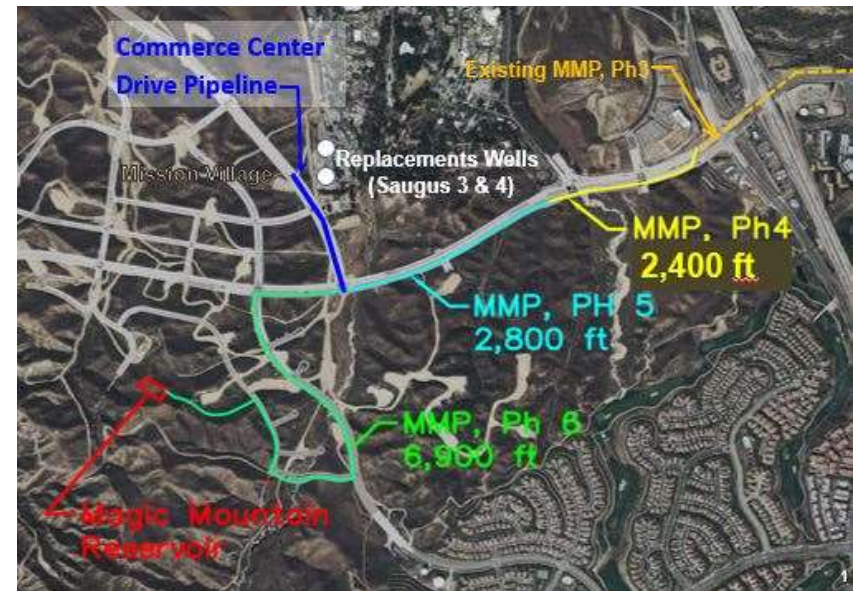 Commerce Center
Drive Pipeline
Existing MMP, Ph3
Mission Village
Replacements Wells
(Saugus 3 & 4)
MMP, Ph4
2,400 ft
MMP, PH 5
2,800 ft
MMP, Ph 6
6,900 ft
Magic Mountain
Reservoir
1